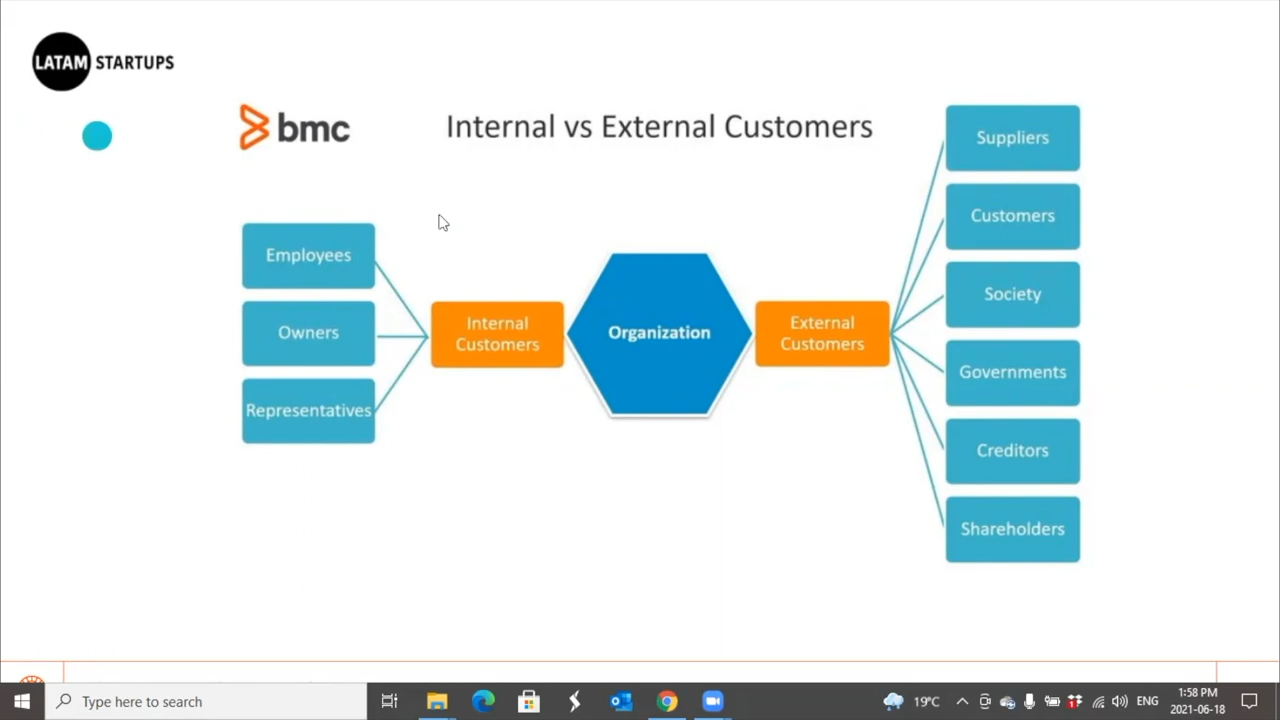 LATAM STARTUPS
bmc
Internal vs External Customers
Employees
Owners
Representatives
Internal
Customers
Organization
External
Customers
Suppliers
Customers
Society
Governments
Creditors
Shareholders
Type here to search
19°C
ENG
1:58 PM
2021-06-18